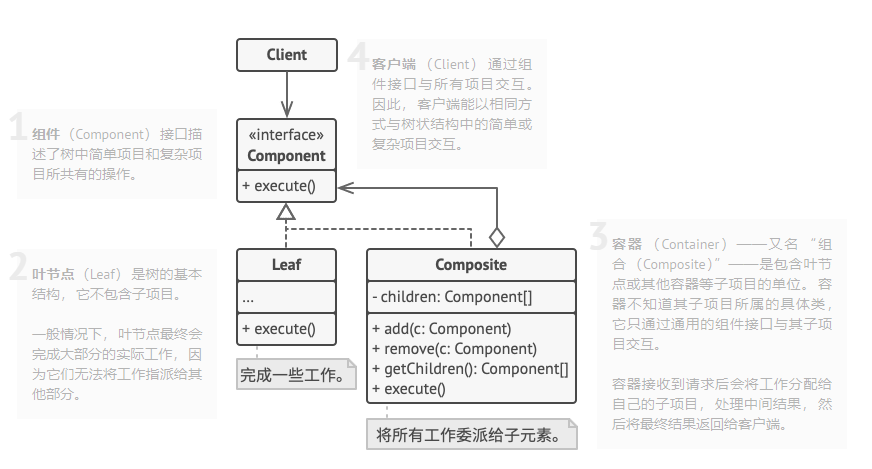 Client
4
客户端（Client）通过组
件接口与所有项目交互。
因此，客户端能以相同方
式与树状结构中的简单或
复杂项目交互。
1
组件（Component）接口描
述了树中简单项目和复杂项
目所共有的操作。
«interface»
Component
+ execute()
2
叶节点（Leaf）是树的基本
结构，它不包含子项目。
一般情况下，叶节点最终会
完成大部分的实际工作，因
为它们无法将工作指派给其
他部分。
Leaf
...
+ execute()
完成一些工作。
Composite
- children: Component[]
+ add(c: Component)
+ remove(c: Component)
+ getChildren(): Component[]
+ execute()
将所有工作委派给子元素。
3
容器（Container）——又名“组
合（Composite）”——是包含叶节
点或其他容器等子项目的单位。容
器不知道其子项目所属的具体类，
它只通过通用的组件接口与其子项
目交互。
容器接收到请求后会将工作分配给
自己的子项目，处理中间结果，然
后将最终结果返回给客户端。